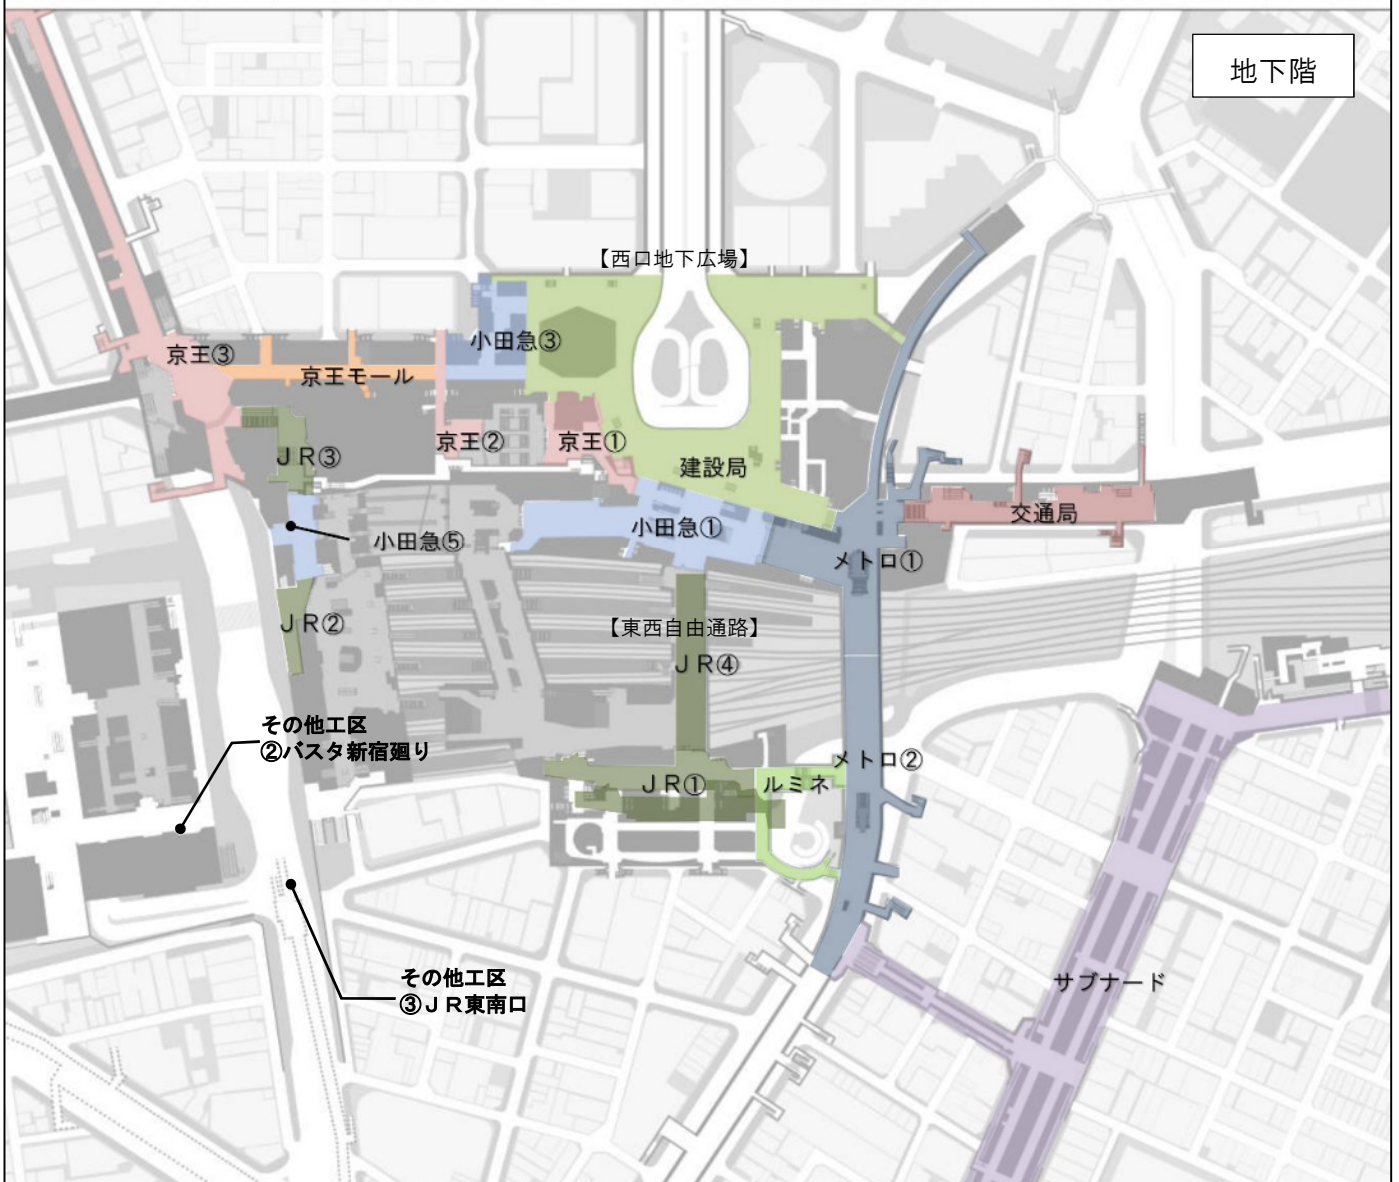 地下階
【西口地下広場】
小田急③
京王③
京王モール
京王②
京王①
ＪＲ③
建設局
交通局
小田急①
小田急⑤
メトロ①
ＪＲ②
【東西自由通路】
ＪＲ④
その他工区
②バスタ新宿廻り
メトロ②
ＪＲ①
ルミネ
その他工区
③ＪＲ東南口
サブナード